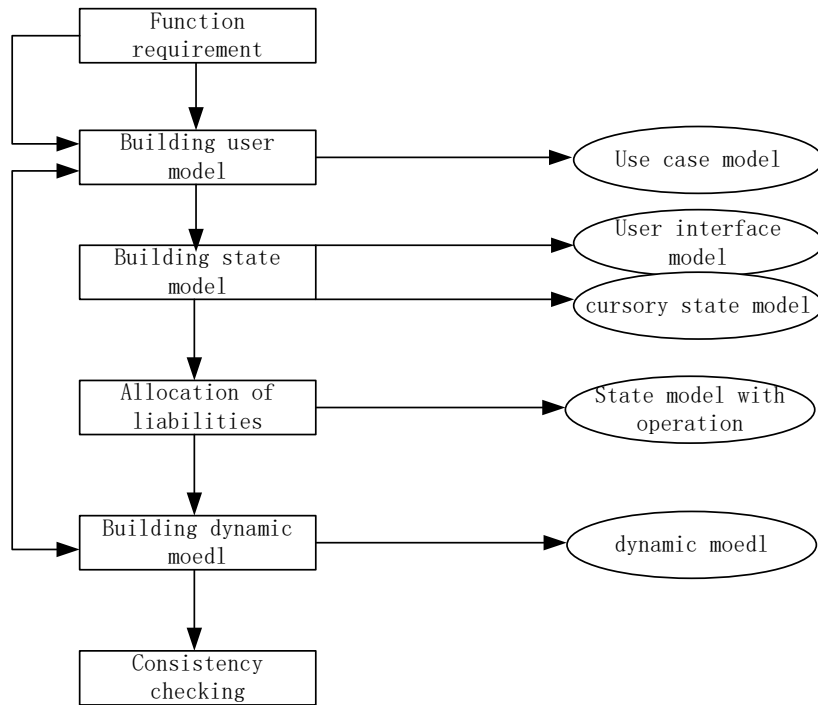 Function
requirement
Building user
model
Use case model
Building state
model
User interface
model
cursory state model
Allocation of
liabilities
State model with
operation
Building dynamic
moedl
dynamic moedl
Consistency
checking